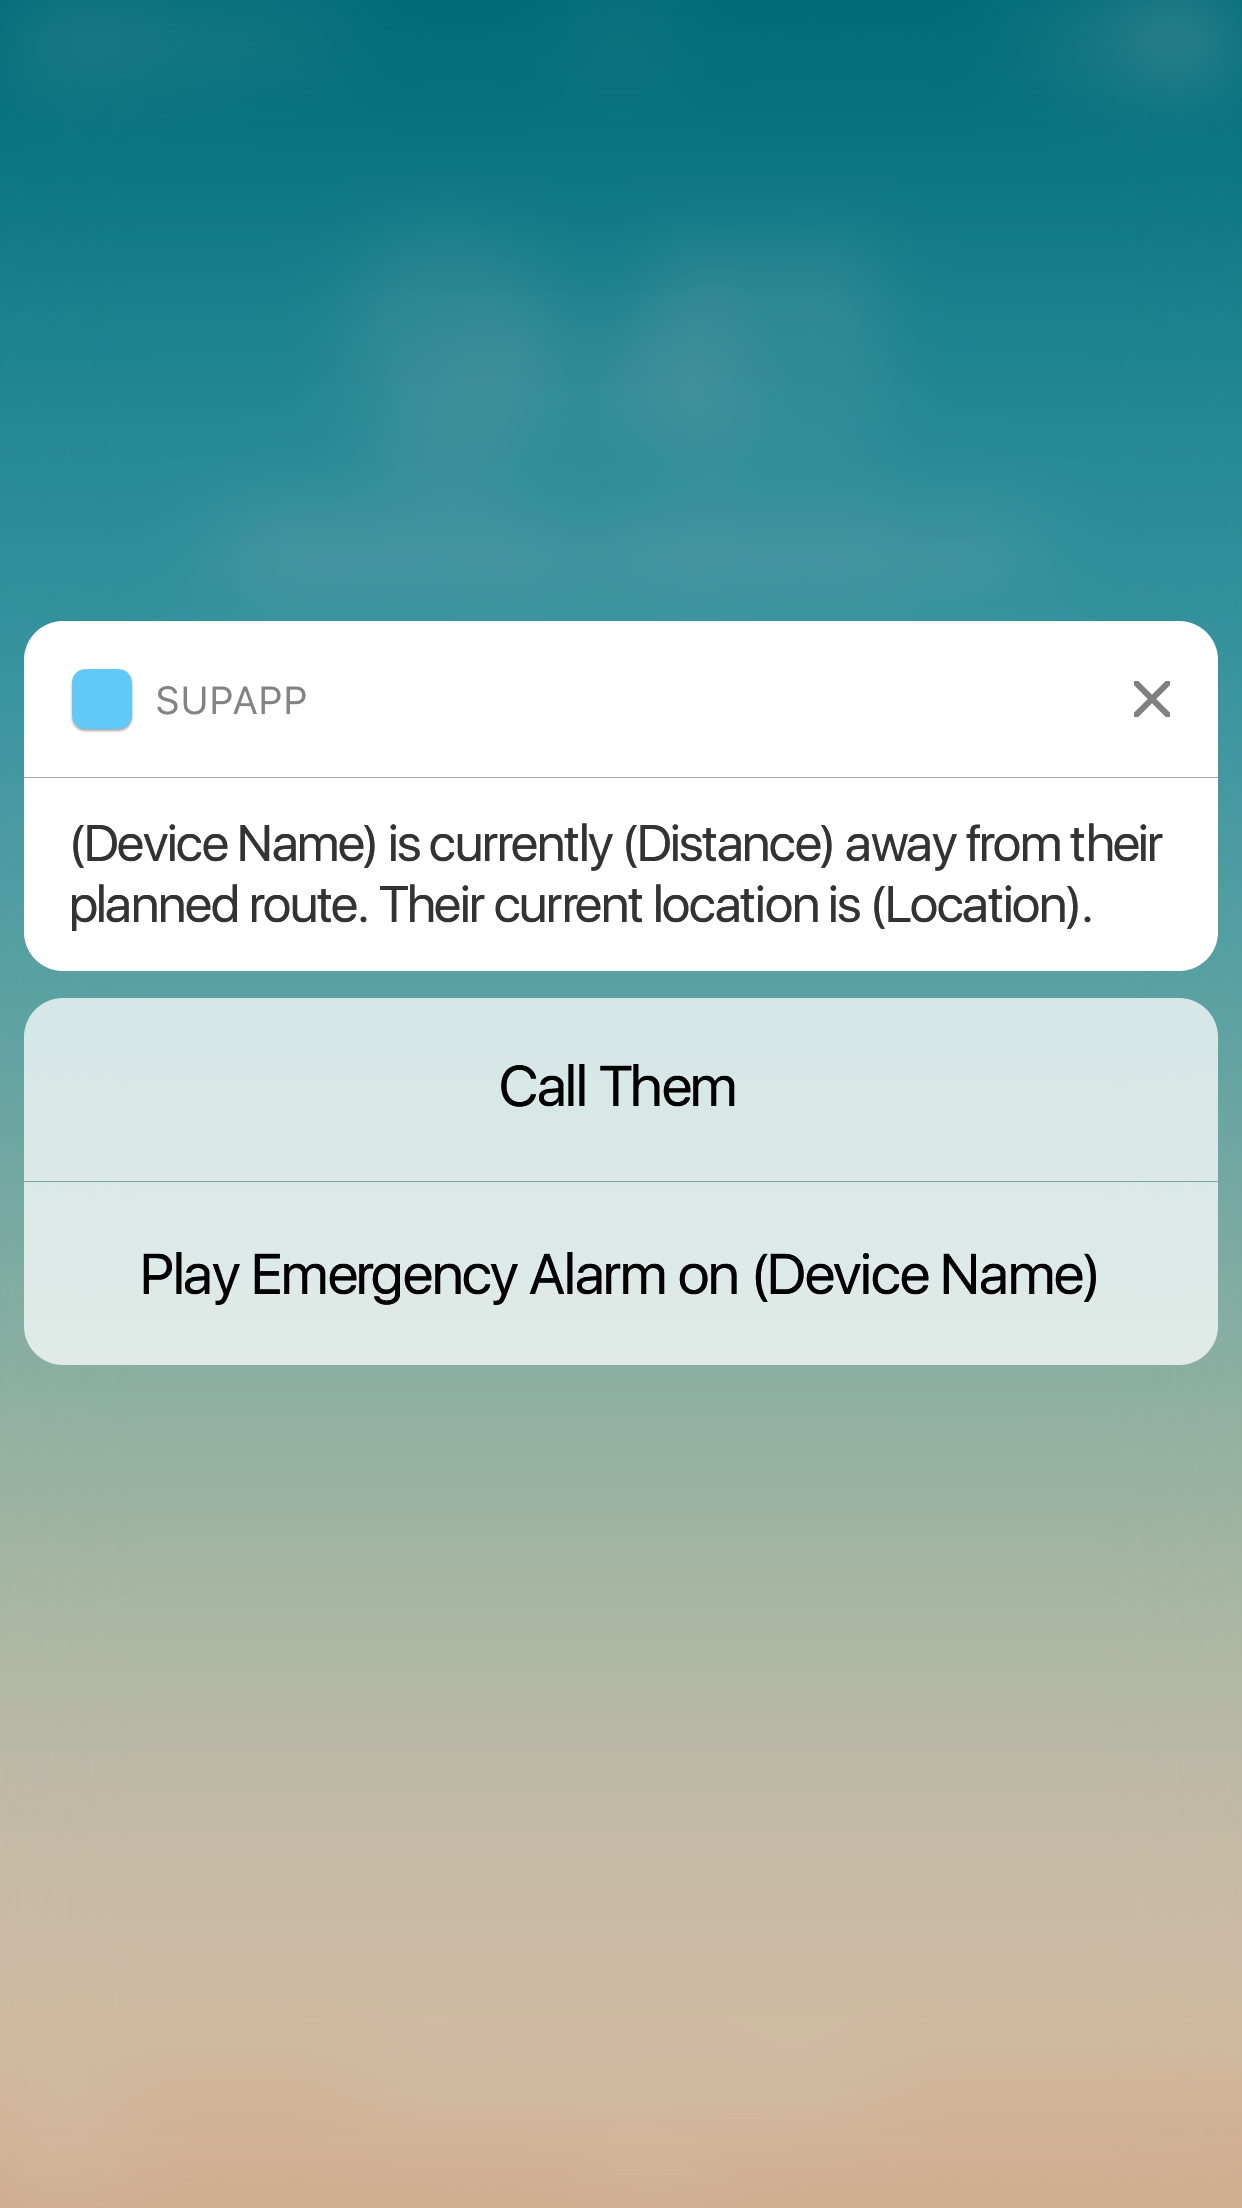 SUPAPP
(Device Name) is currently (Distance) away from their
planned route. Their current location is (Location).
Call Them
Play Emergency Alarm on (Device Name)